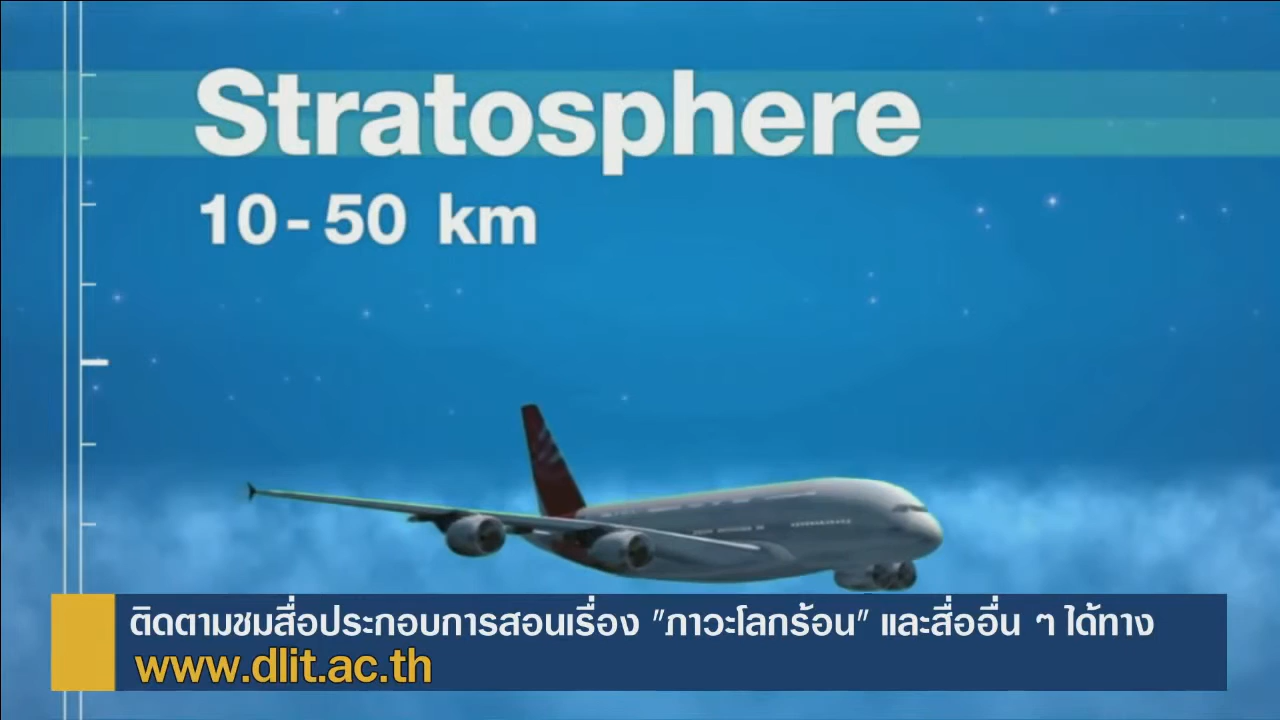 Stratosphere
10-50 km
ติดตามชมสื่อประกอบการสอนเรื่อง "ภาวะโลกร้อน" และสื่ออื่น ๆ ได้ทาง
www.dlit.ac.th